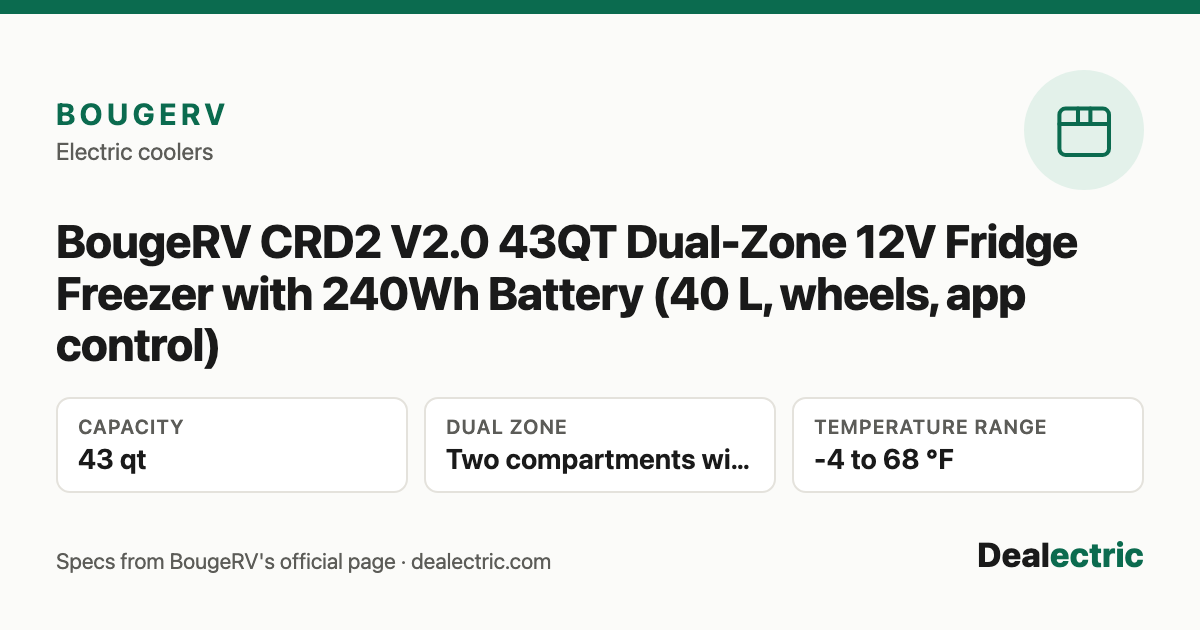 BOUGERV
Electric coolers
BougeRV CRD2 V2.0 43QT Dual-Zone 12V Fridge
Freezer with 240Wh Battery (40 L, wheels, app
control)
CAPACITY
43 qt
DUAL ZONE
Two compartments wi...
TEMPERATURE RANGE
-4 to 68 °F
Specs from BougeRV's official page · dealectric.com
Dealectric